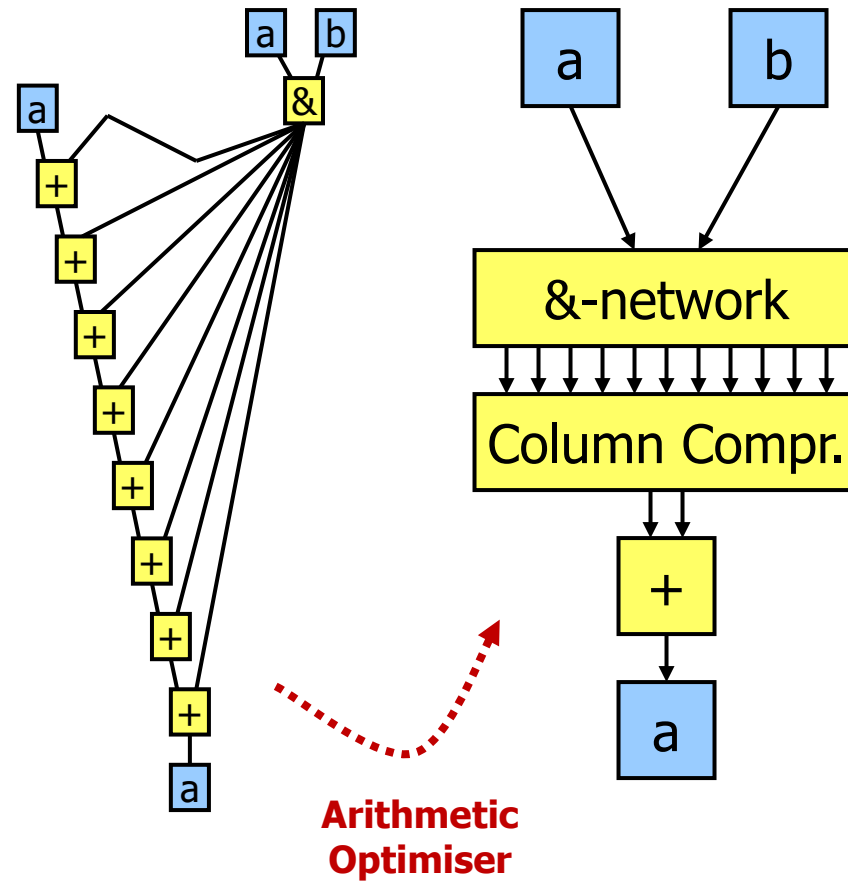 a b
&
a
+
+
+
+
+
+
+
+
a
a b
&-network
Column Compr.
+
a
Arithmetic
Optimiser